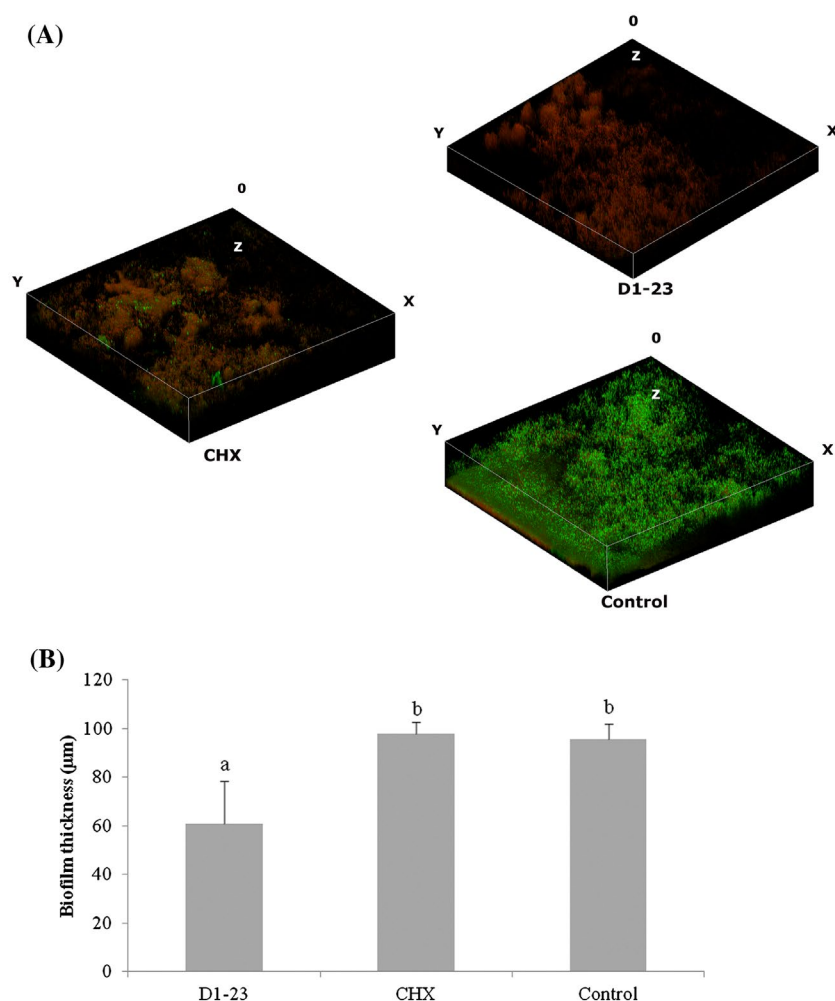 (A)
0
Z
Y
X
D1-23
0
Z
Y
X
CHX
0
Z
Y
X
Control
(B)
Biofilm thickness (µm)
120
100
80
60
40
20
0
a
b
b
D1-23
CHX
Control